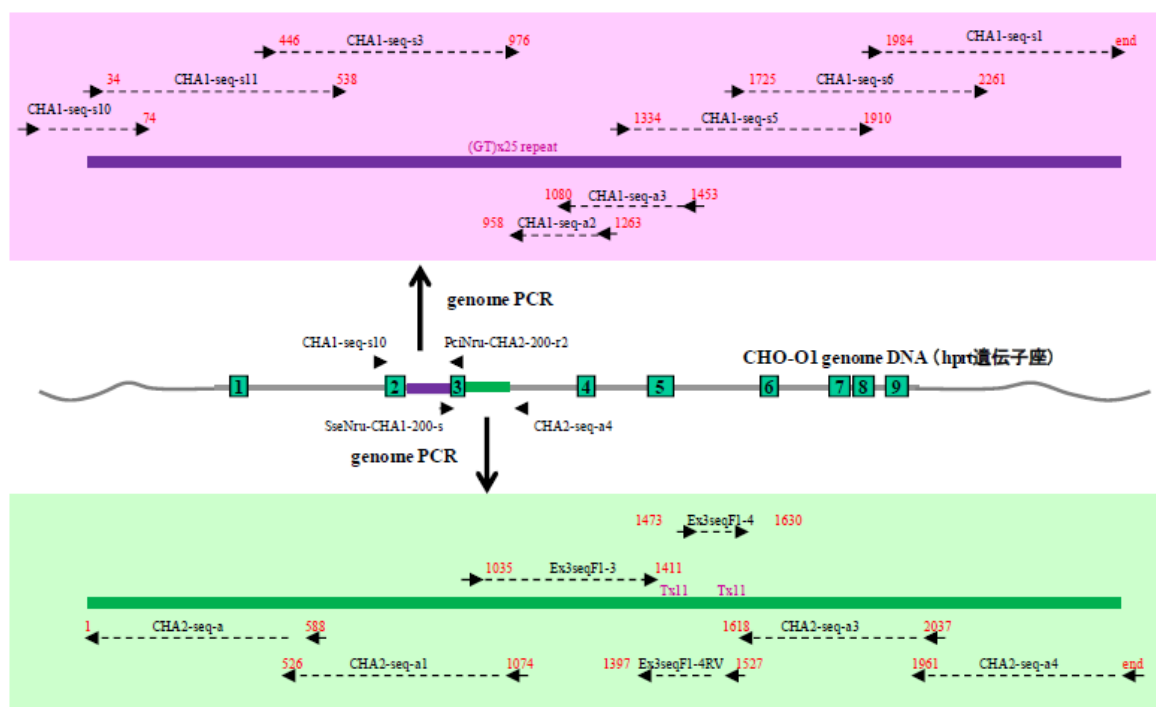 446 CHA1-seq-s3 976
1984 CHA1-seq-s1 end
34 CHA1-seq-s11 538
1725 CHA1-seq-s6 2261
CHA1-seq-s10 74
1334 CHA1-seq-s5 1910
(GT)x25 repeat
1080 CHA1-seq-a3 1453
958 CHA1-seq-a2 1263
genome PCR
CHA1-seq-s10
PciNru-CHA2-200-r2
CHO-O1 genome DNA（hprt遺伝子座）
1 2 3 4 5 6 7 8 9
SseNru-CHA1-200-s
CHA2-seq-a4
genome PCR
1473 Ex3seqF1-4 1630
1035 Ex3seqF1-3 1411
Tx11 Tx11
1 CHA2-seq-a 588
1618 CHA2-seq-a3 2037
526 CHA2-seq-a1 1074
1397 Ex3seqF1-4RV 1527
1961 CHA2-seq-a4 end